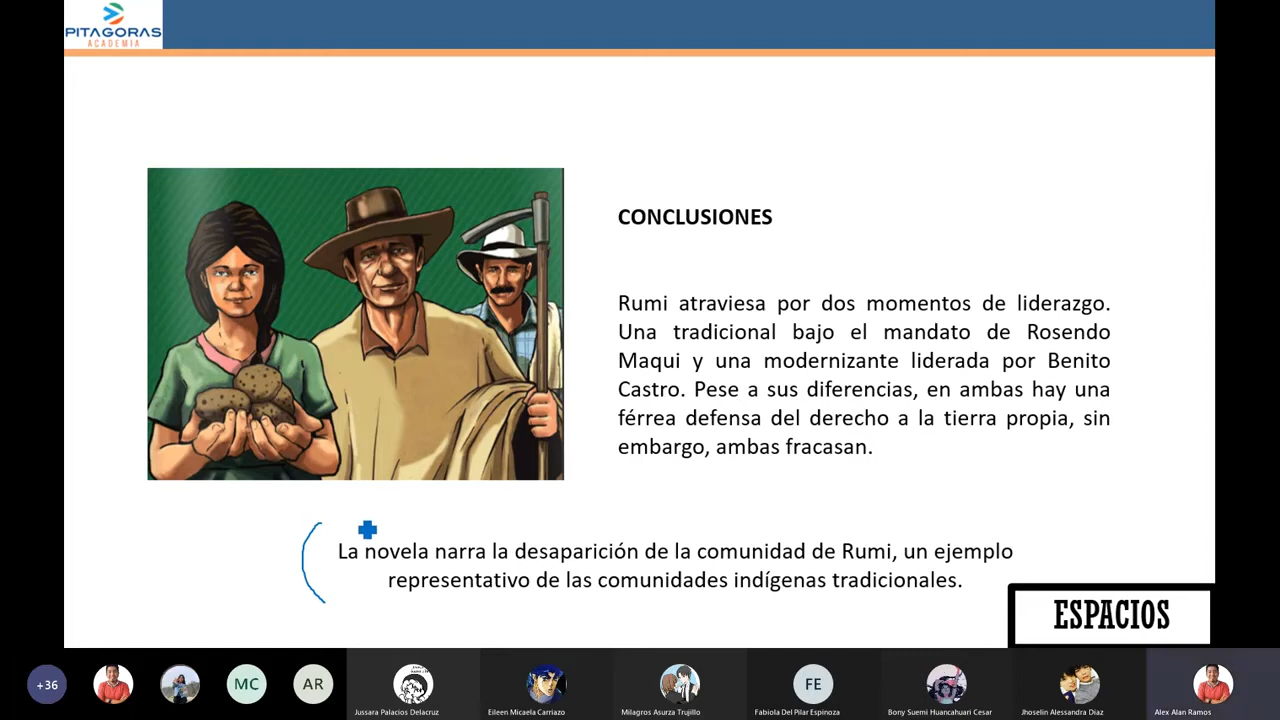 PITAGORAS
ACADEMIA
CONCLUSIONES
Rumi atraviesa por dos momentos de liderazgo.
Una tradicional bajo el mandato de Rosendo
Maqui y una modernizante liderada por Benito
Castro. Pese a sus diferencias, en ambas hay una
férrea defensa del derecho a la tierra propia, sin
embargo, ambas fracasan.
La novela narra la desaparición de la comunidad de Rumi, un ejemplo
representativo de las comunidades indígenas tradicionales.
ESPACIOS
+36
MC
AR
FE
Jussara Palacios Delacruz
Eileen Micaela Carriazo
Milagros Asurza Trujillo
Fabiola Del Pilar Espinoza
Bony Suemi Huancahuari Cesar
Jhoselin Alessandra Diaz
Alex Alan Ramos